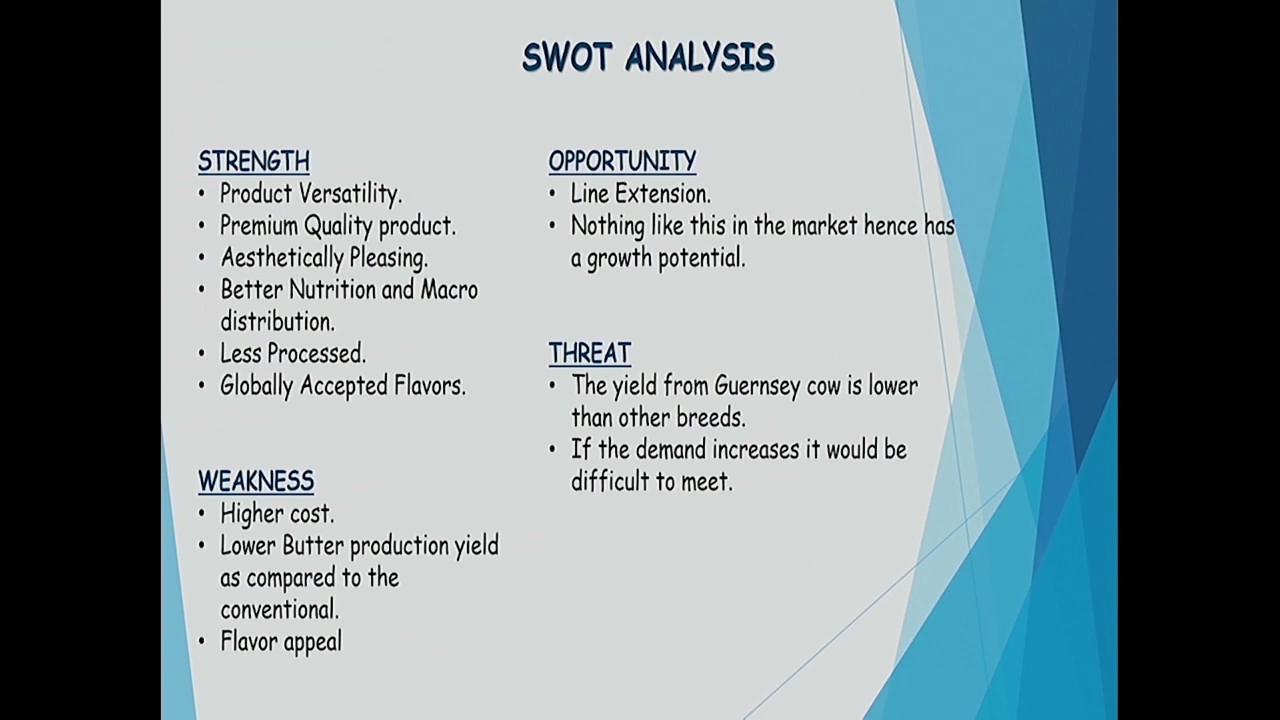 SWOT ANALYSIS
STRENGTH
• Product Versatility.
• Premium Quality product.
• Aesthetically Pleasing.
• Better Nutrition and Macro
distribution.
• Less Processed.
• Globally Accepted Flavors.
WEAKNESS
• Higher cost.
• Lower Butter production yield
as compared to the
conventional.
• Flavor appeal
OPPORTUNITY
• Line Extension.
• Nothing like this in the market hence has
a growth potential.
THREAT
• The yield from Guernsey cow is lower
than other breeds.
• If the demand increases it would be
difficult to meet.